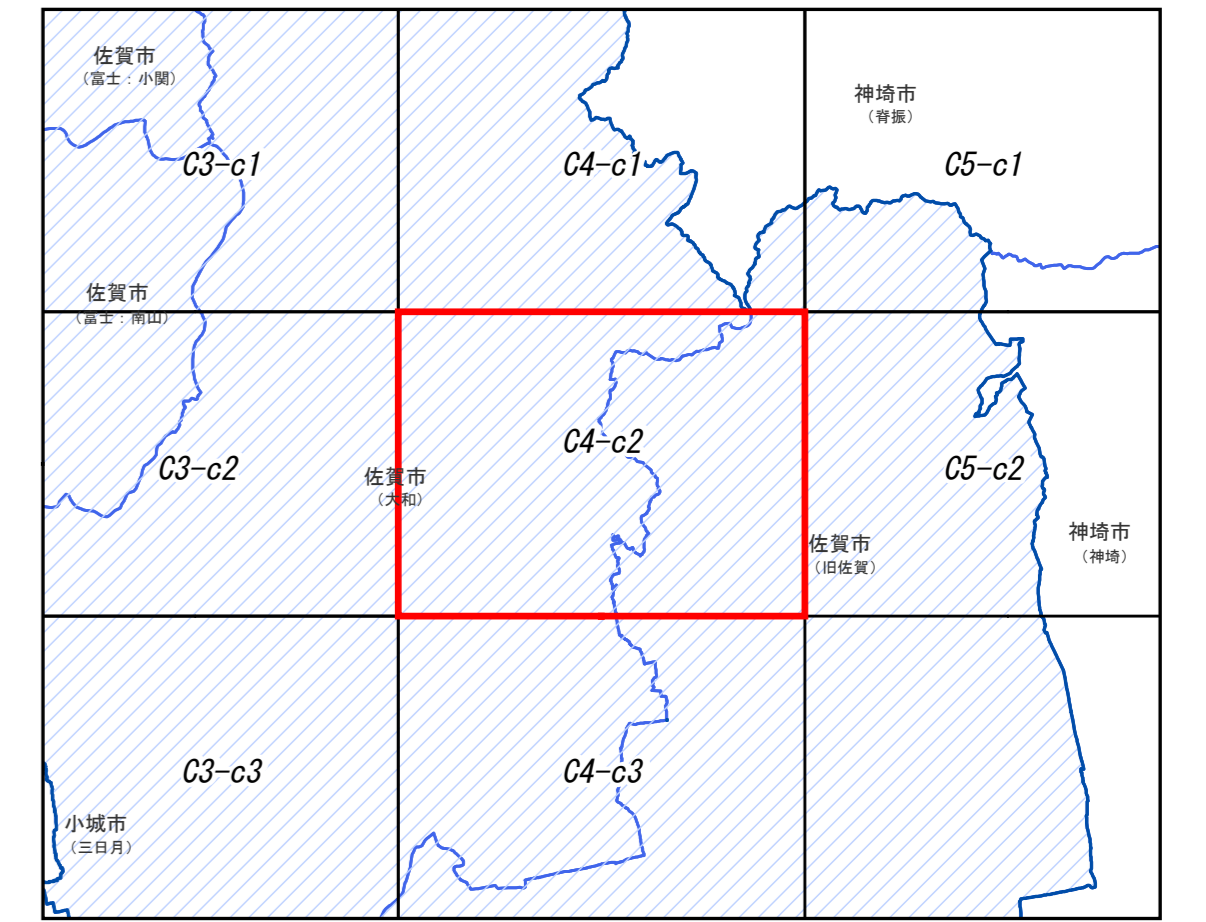 佐賀市
（富士：小関）
神埼市
（脊振）
C3-c1
C4-c1
C5-c1
佐賀市
（富士：南山）
C4-c2
C3-c2
佐賀市
（大和）
C5-c2
佐賀市
（旧佐賀）
神埼市
（神埼）
C3-c3
C4-c3
小城市
（三日月）